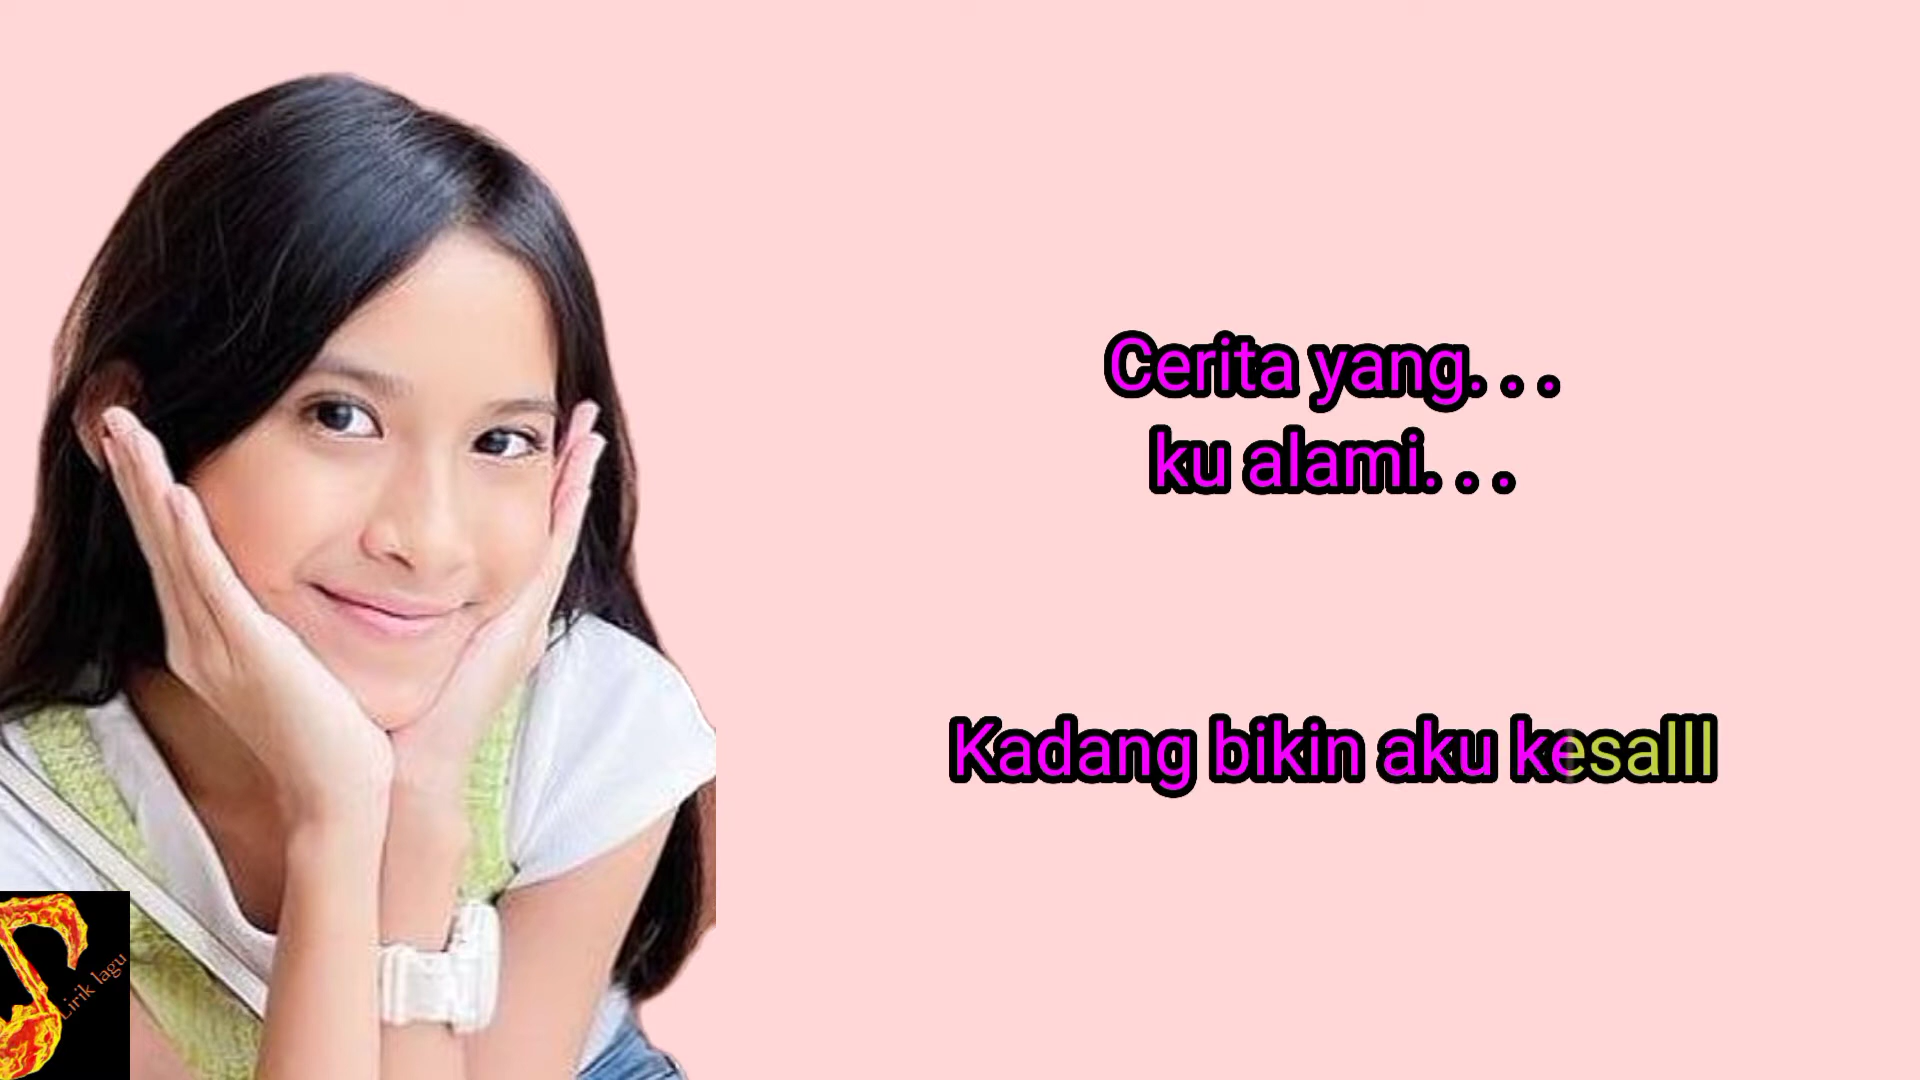 Cerita yang. . .
ku alami. . .
Kadang bikin aku kesalll
Lirik lagu